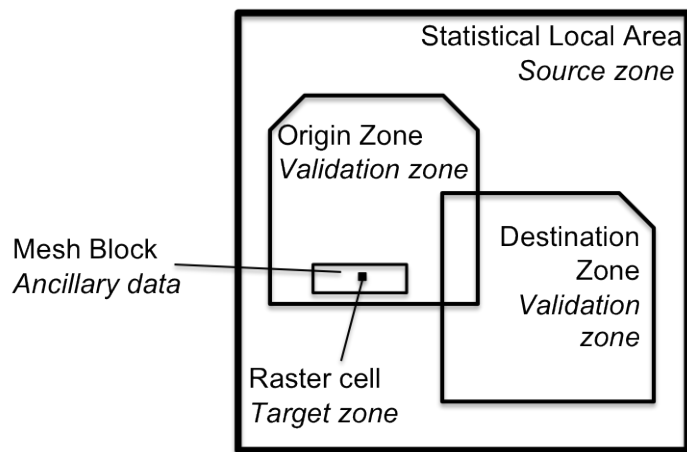 Statistical Local Area
Source zone
Origin Zone
Validation zone
Destination
Zone
Validation
zone
Mesh Block
Ancillary data
Raster cell
Target zone